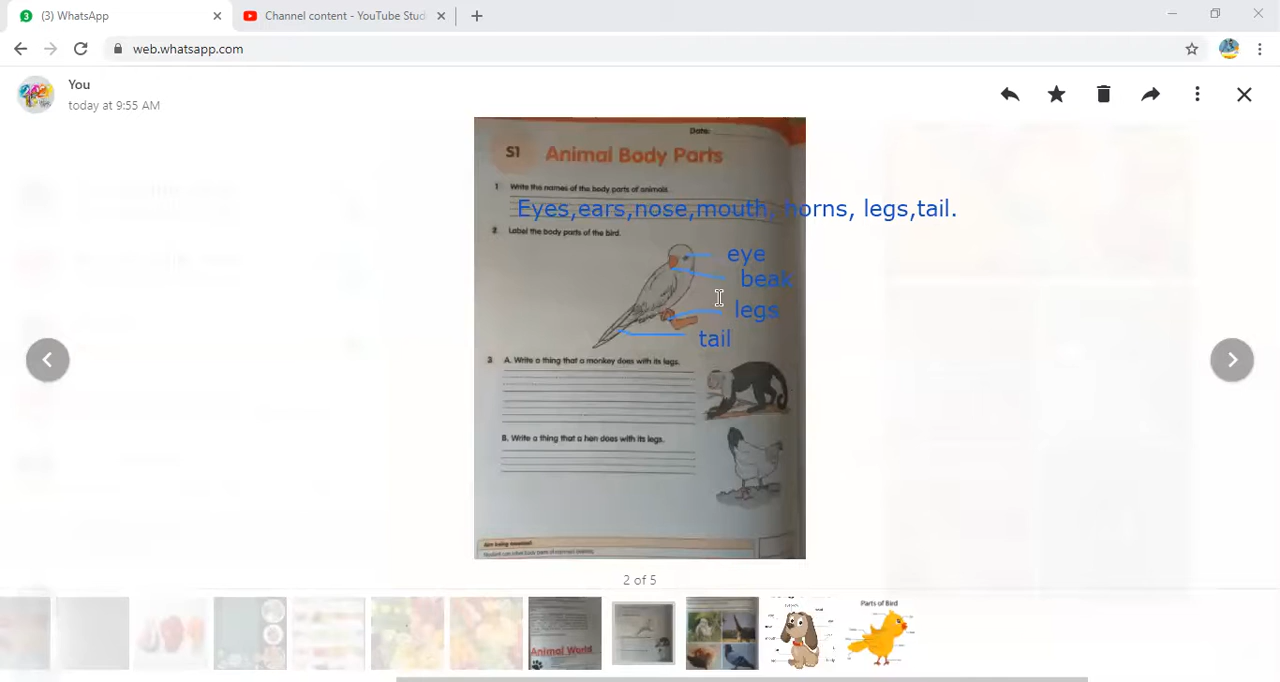 (3) WhatsApp
Channel content - YouTube Stud
web.whatsapp.com
You
today at 9:55 AM
Date:
S1 Animal Body Parts
1 Write the names of the body parts of animals.
Eyes,ears,nose,mouth, horns, legs,tail.
2 Label the body parts of the bird.
eye
beak
legs
tail
3 A. Write a thing that a monkey does with its legs.
B. Write a thing that a hen does with its legs.
2 of 5
Animal World
Parts of Bird